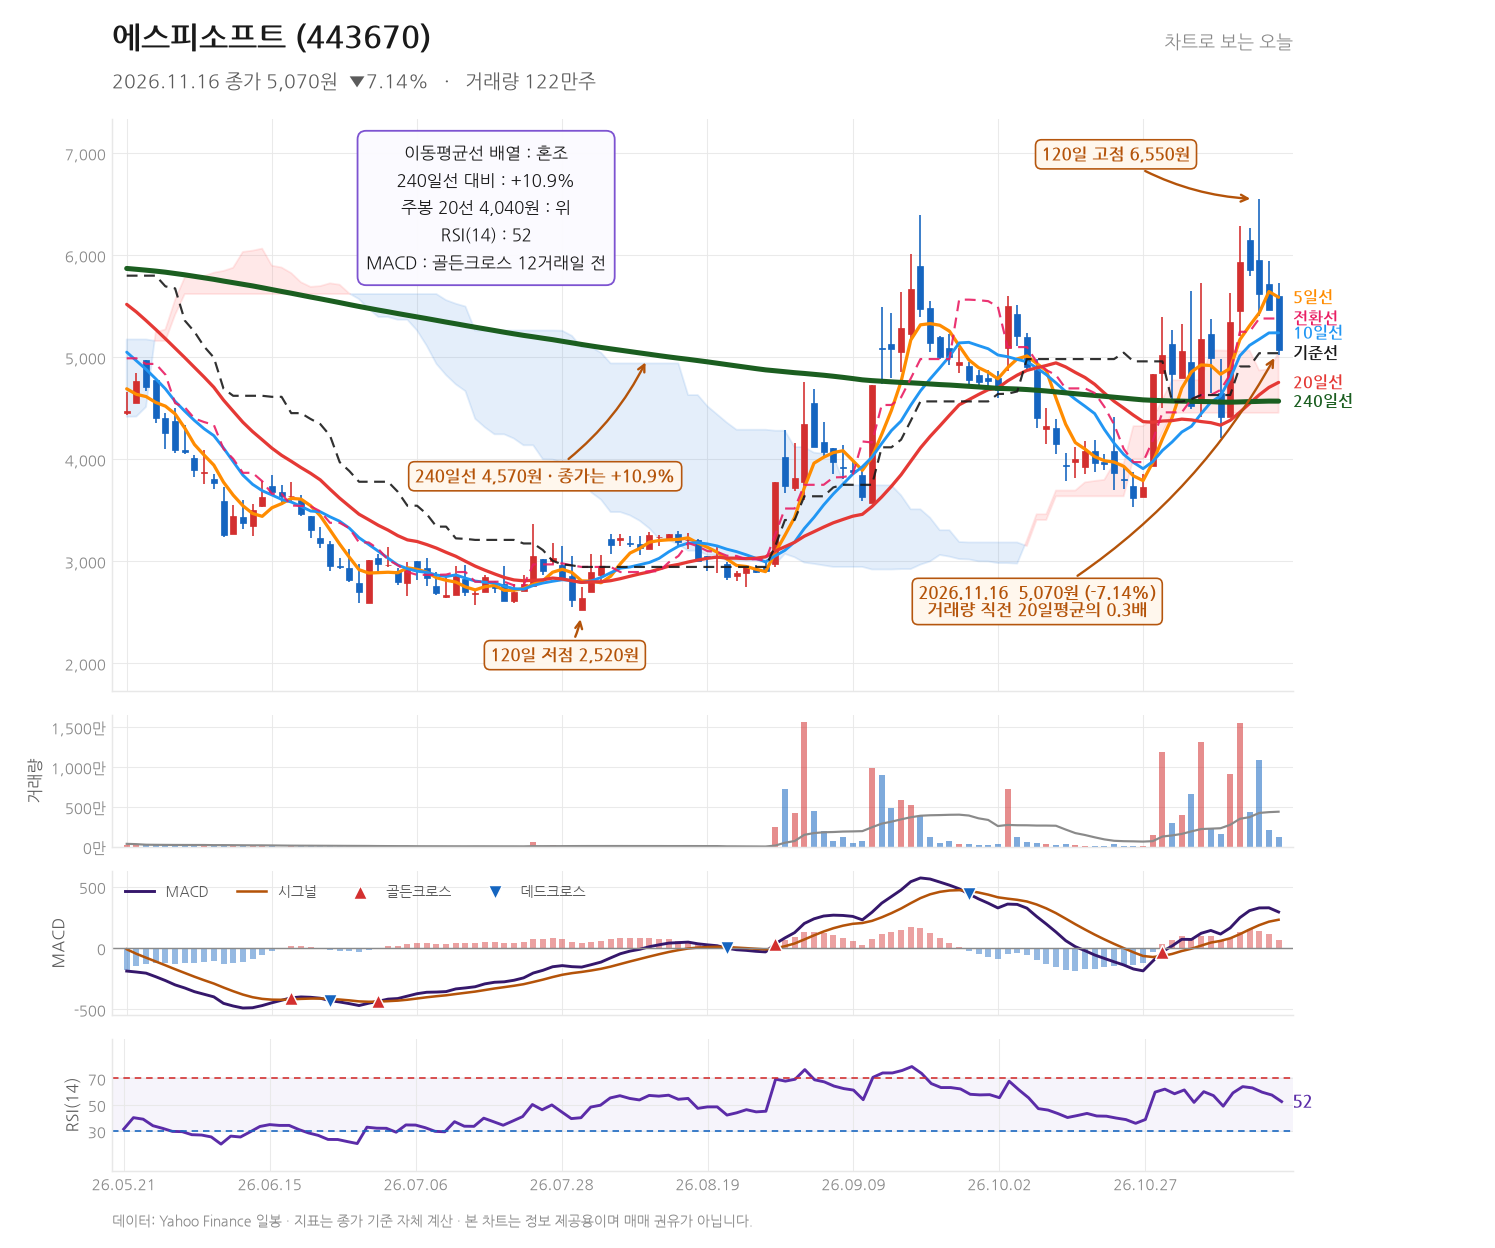 에스피소프트 (443670)
차트로 보는 오늘
2026.11.16 종가 5,070원 ▼7.14% · 거래량 122만주
이동평균선 배열 : 혼조
240일선 대비 : +10.9%
주봉 20선 4,040원 : 위
RSI(14) : 52
MACD : 골든크로스 12거래일 전
120일 고점 6,550원
7,000
6,000
5,000
4,000
3,000
2,000
5일선
전환선
10일선
기준선
20일선
240일선
240일선 4,570원 · 종가는 +10.9%
2026.11.16 5,070원 (-7.14%)
거래량 직전 20일평균의 0.3배
120일 저점 2,520원
거래량
1,500만
1,000만
500만
0만
MACD
500
0
-500
MACD
시그널
▲ 골든크로스
▼ 데드크로스
RSI(14)
70
50
30
52
26.05.21
26.06.15
26.07.06
26.07.28
26.08.19
26.09.09
26.10.02
26.10.27
데이터: Yahoo Finance 일봉 · 지표는 종가 기준 자체 계산 · 본 차트는 정보 제공용이며 매매 권유가 아닙니다.